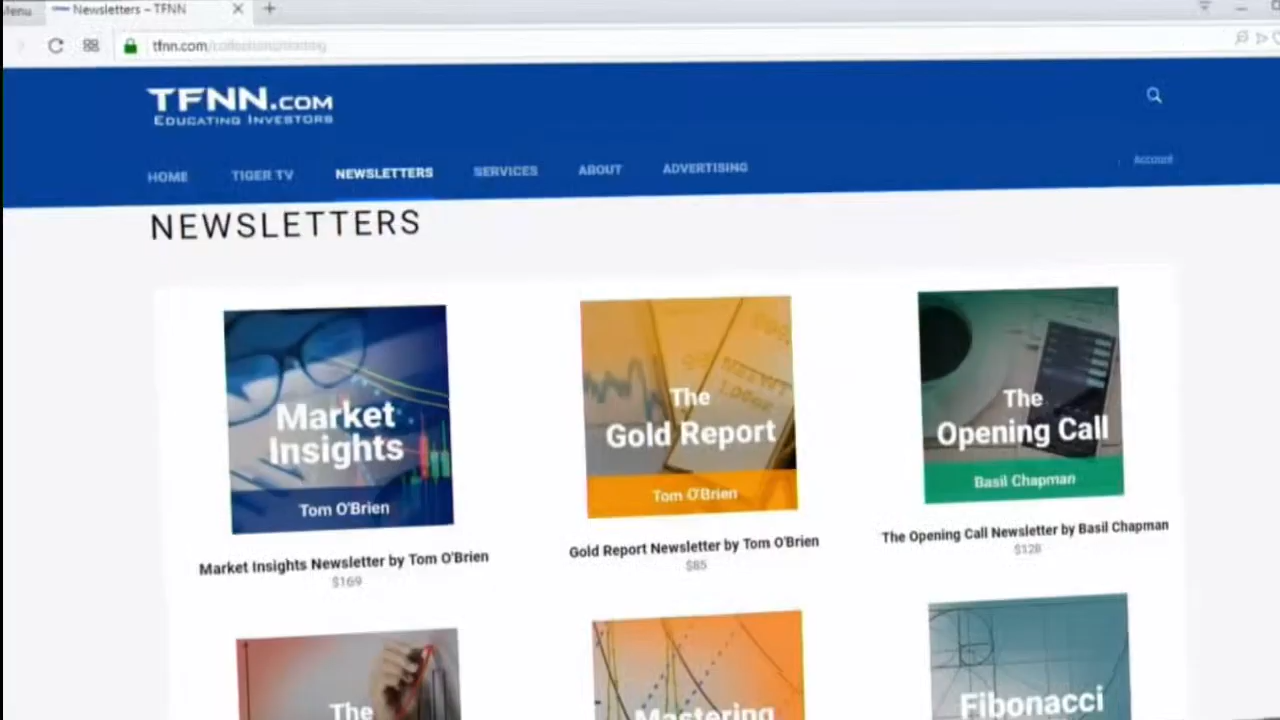 Menu
Newsletters – TFNN
tfnn.com/
TFNN.COM
EDUCATING INVESTORS
Account
HOME TIGER TV NEWSLETTERS SERVICES ABOUT ADVERTISING
NEWSLETTERS
Market
Insights
Tom O'Brien
The
Gold Report
Tom O'Brien
The
Opening Call
Basil Chapman
Market Insights Newsletter by Tom O'Brien
$169
Gold Report Newsletter by Tom O'Brien
$85
The Opening Call Newsletter by Basil Chapman
$128
The
Mastering
Fibonacci